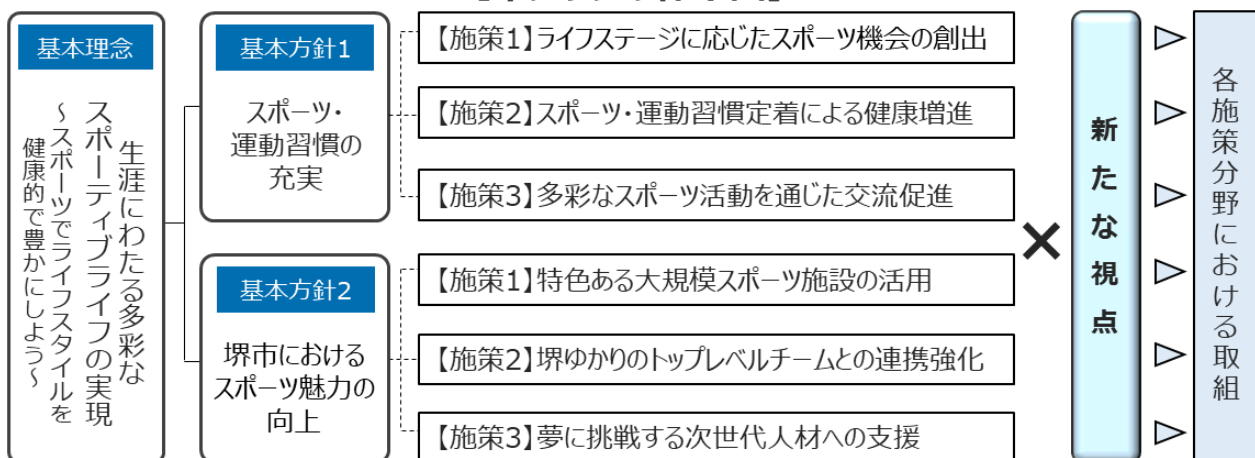 基本理念
生涯にわたる多彩な
スポーティブライフの実現
～スポーツでライフスタイルを
健康的で豊かにしよう～
基本方針1
スポーツ・
運動習慣の
充実
【施策1】ライフステージに応じたスポーツ機会の創出
【施策2】スポーツ・運動習慣定着による健康増進
【施策3】多彩なスポーツ活動を通じた交流促進
基本方針2
堺市における
スポーツ魅力の
向上
【施策1】特色ある大規模スポーツ施設の活用
【施策2】堺ゆかりのトップレベルチームとの連携強化
【施策3】夢に挑戦する次世代人材への支援
×
新たな視点
各施策分野における取組